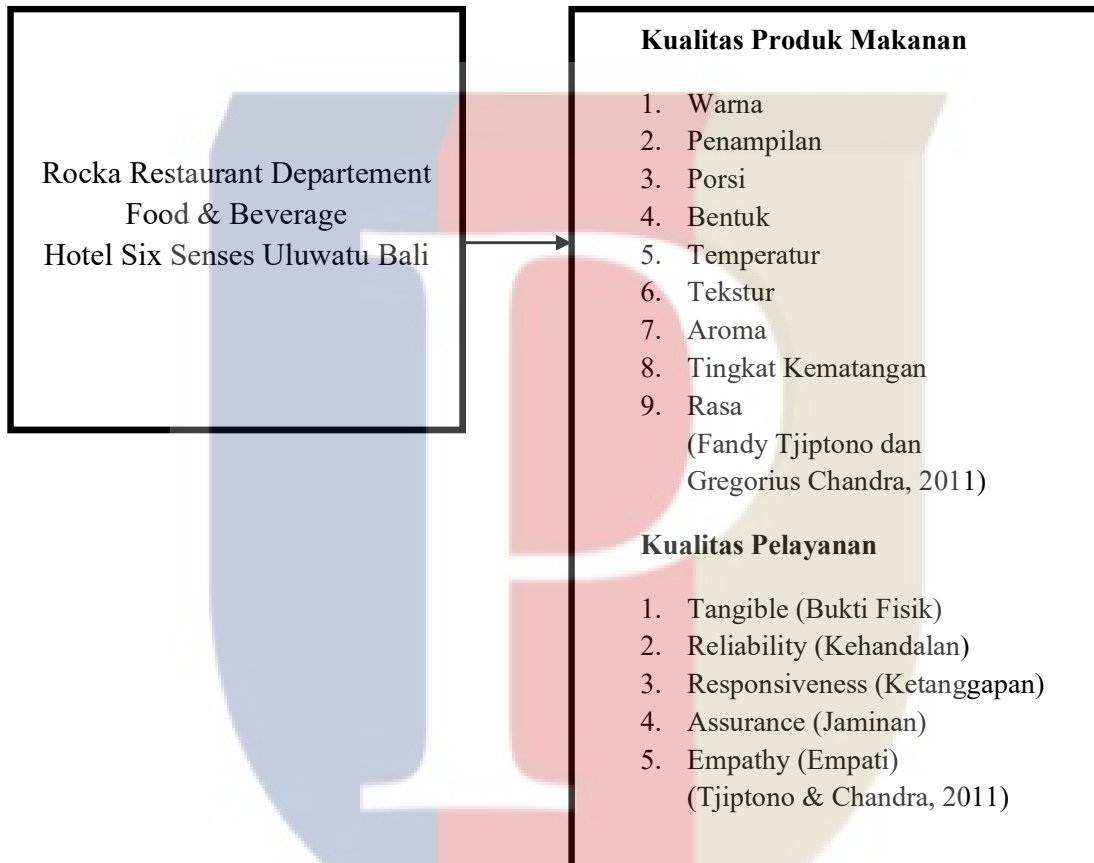 Rocka Restaurant Departement
Food & Beverage
Hotel Six Senses Uluwatu Bali
Kualitas Produk Makanan
1. Warna
2. Penampilan
3. Porsi
4. Bentuk
5. Temperatur
6. Tekstur
7. Aroma
8. Tingkat Kematangan
9. Rasa
(Fandy Tjiptono dan
Gregorius Chandra, 2011)
Kualitas Pelayanan
1. Tangible (Bukti Fisik)
2. Reliability (Kehandalan)
3. Responsiveness (Ketanggapan)
4. Assurance (Jaminan)
5. Empathy (Empati)
(Tjiptono & Chandra, 2011)